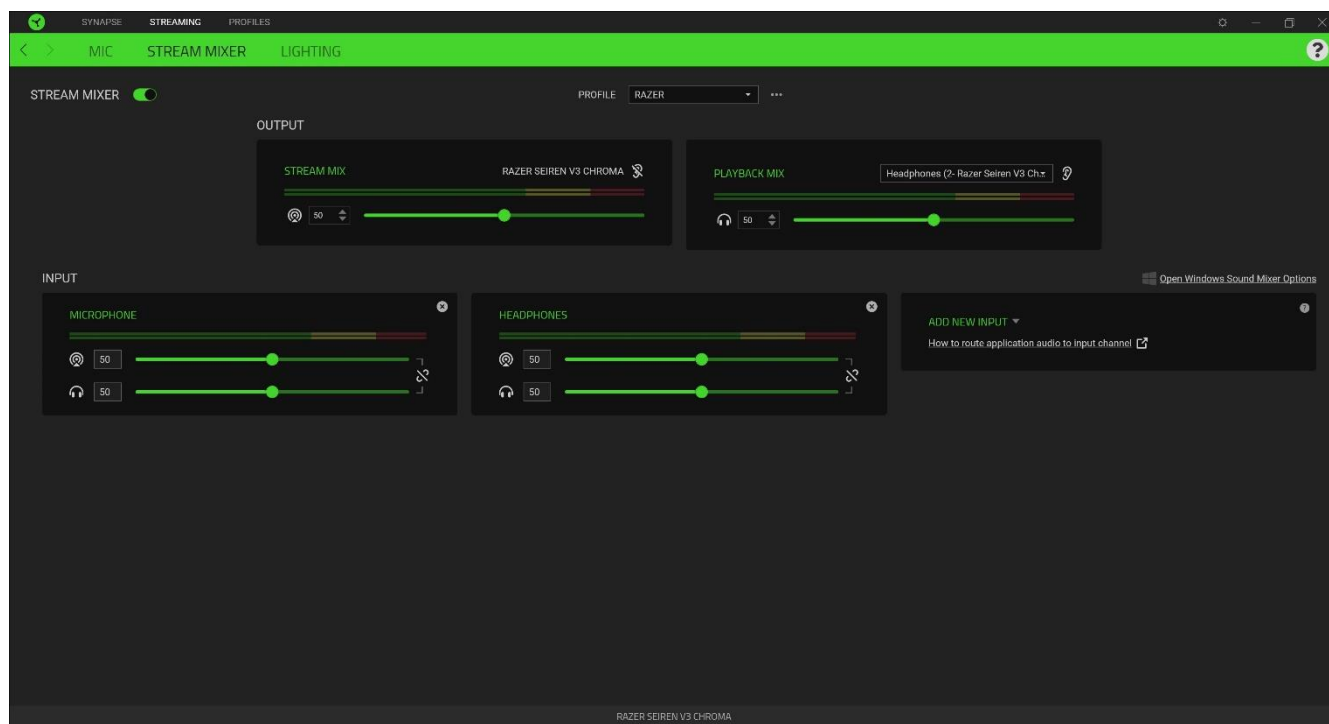 SYNAPSE STREAMING PROFILES
MIC STREAM MIXER LIGHTING ?
STREAM MIXER PROFILE RAZER
OUTPUT
STREAM MIX RAZER SEIREN V3 CHROMA
50
PLAYBACK MIX Headphones (2- Razer Seiren V3 Ch...
50
INPUT Open Windows Sound Mixer Options
MICROPHONE
50
50
HEADPHONES
50
50
ADD NEW INPUT ?
How to route application audio to input channel
RAZER SEIREN V3 CHROMA